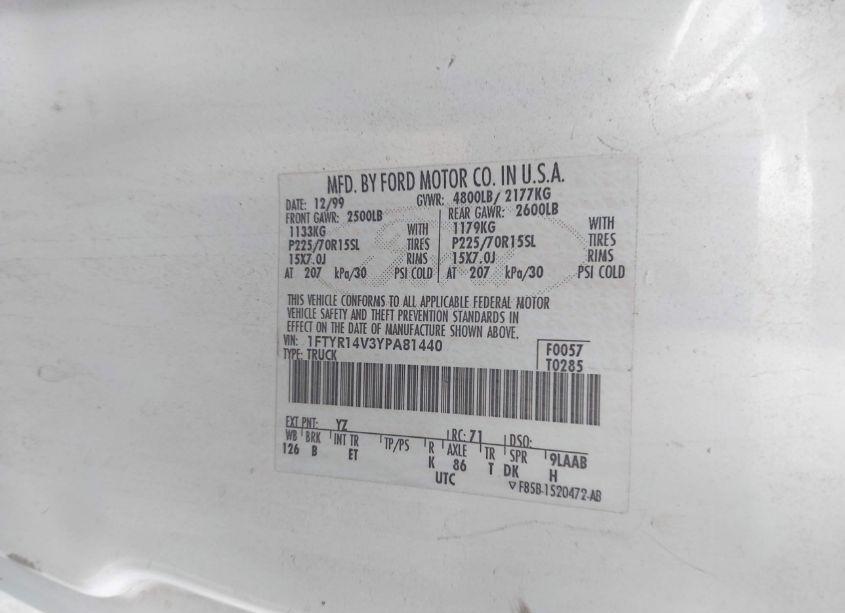 MFD. BY FORD MOTOR CO. IN U.S.A.
DATE: 12/99 GVWR: 4800LB/ 2177KG
FRONT GAWR: 2500LB REAR GAWR: 2600LB
1133KG WITH 1179KG WITH
P225/70R15SL TIRES P225/70R15SL TIRES
15X7.0J RIMS 15X7.0J RIMS
AT 207 kPa/30 PSI COLD AT 207 kPa/30 PSI COLD
THIS VEHICLE CONFORMS TO ALL APPLICABLE FEDERAL MOTOR
VEHICLE SAFETY AND THEFT PREVENTION STANDARDS IN
EFFECT ON THE DATE OF MANUFACTURE SHOWN ABOVE.
VIN: 1FTYR14V3YPA81440 F0057
TYPE: TRUCK T0285
EXT PNT: YZ RC: 71 DSO:
WB BRK INT TR TP/PS R AXLE TR SPR 9LAAB
126 B ET K 86 T DK H
UTC ▽ F85B-1520472-AB